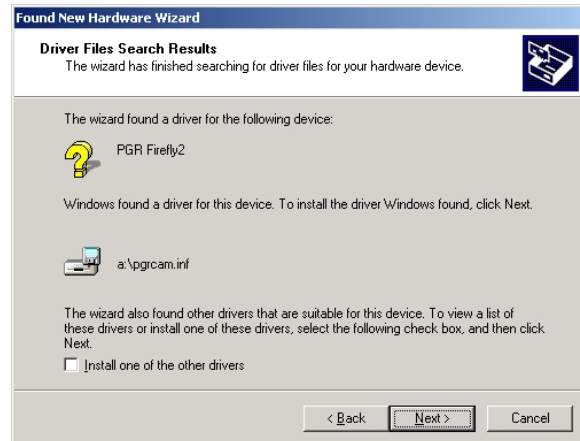 Found New Hardware Wizard
Driver Files Search Results
The wizard has finished searching for driver files for your hardware device.
The wizard found a driver for the following device:
PGR Firefly2
Windows found a driver for this device. To install the driver Windows found, click Next.
a:\pgrcam.inf
The wizard also found other drivers that are suitable for this device. To view a list of
these drivers or install one of these drivers, select the following check box, and then click
Next.
Install one of the other drivers
< Back Next > Cancel